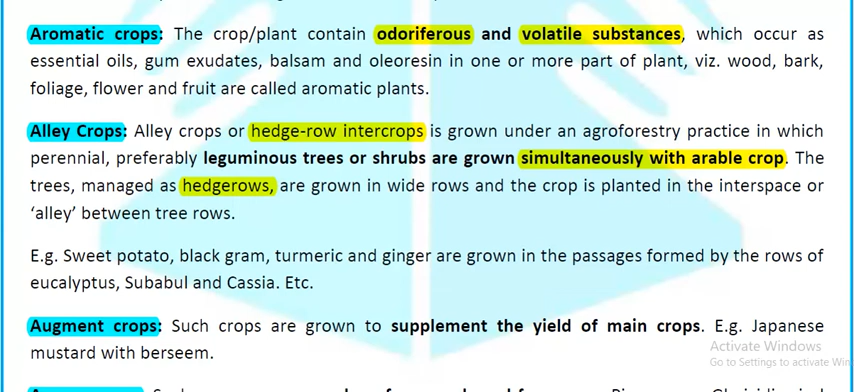 Aromatic crops: The crop/plant contain odoriferous and volatile substances, which occur as
essential oils, gum exudates, balsam and oleoresin in one or more part of plant, viz. wood, bark,
foliage, flower and fruit are called aromatic plants.
Alley Crops: Alley crops or hedge-row intercrops is grown under an agroforestry practice in which
perennial, preferably leguminous trees or shrubs are grown simultaneously with arable crop. The
trees, managed as hedgerows, are grown in wide rows and the crop is planted in the interspace or
‘alley’ between tree rows.
E.g. Sweet potato, black gram, turmeric and ginger are grown in the passages formed by the rows of
eucalyptus, Subabul and Cassia. Etc.
Augment crops: Such crops are grown to supplement the yield of main crops. E.g. Japanese
mustard with berseem.
Activate Windows
Go to Settings to activate Win